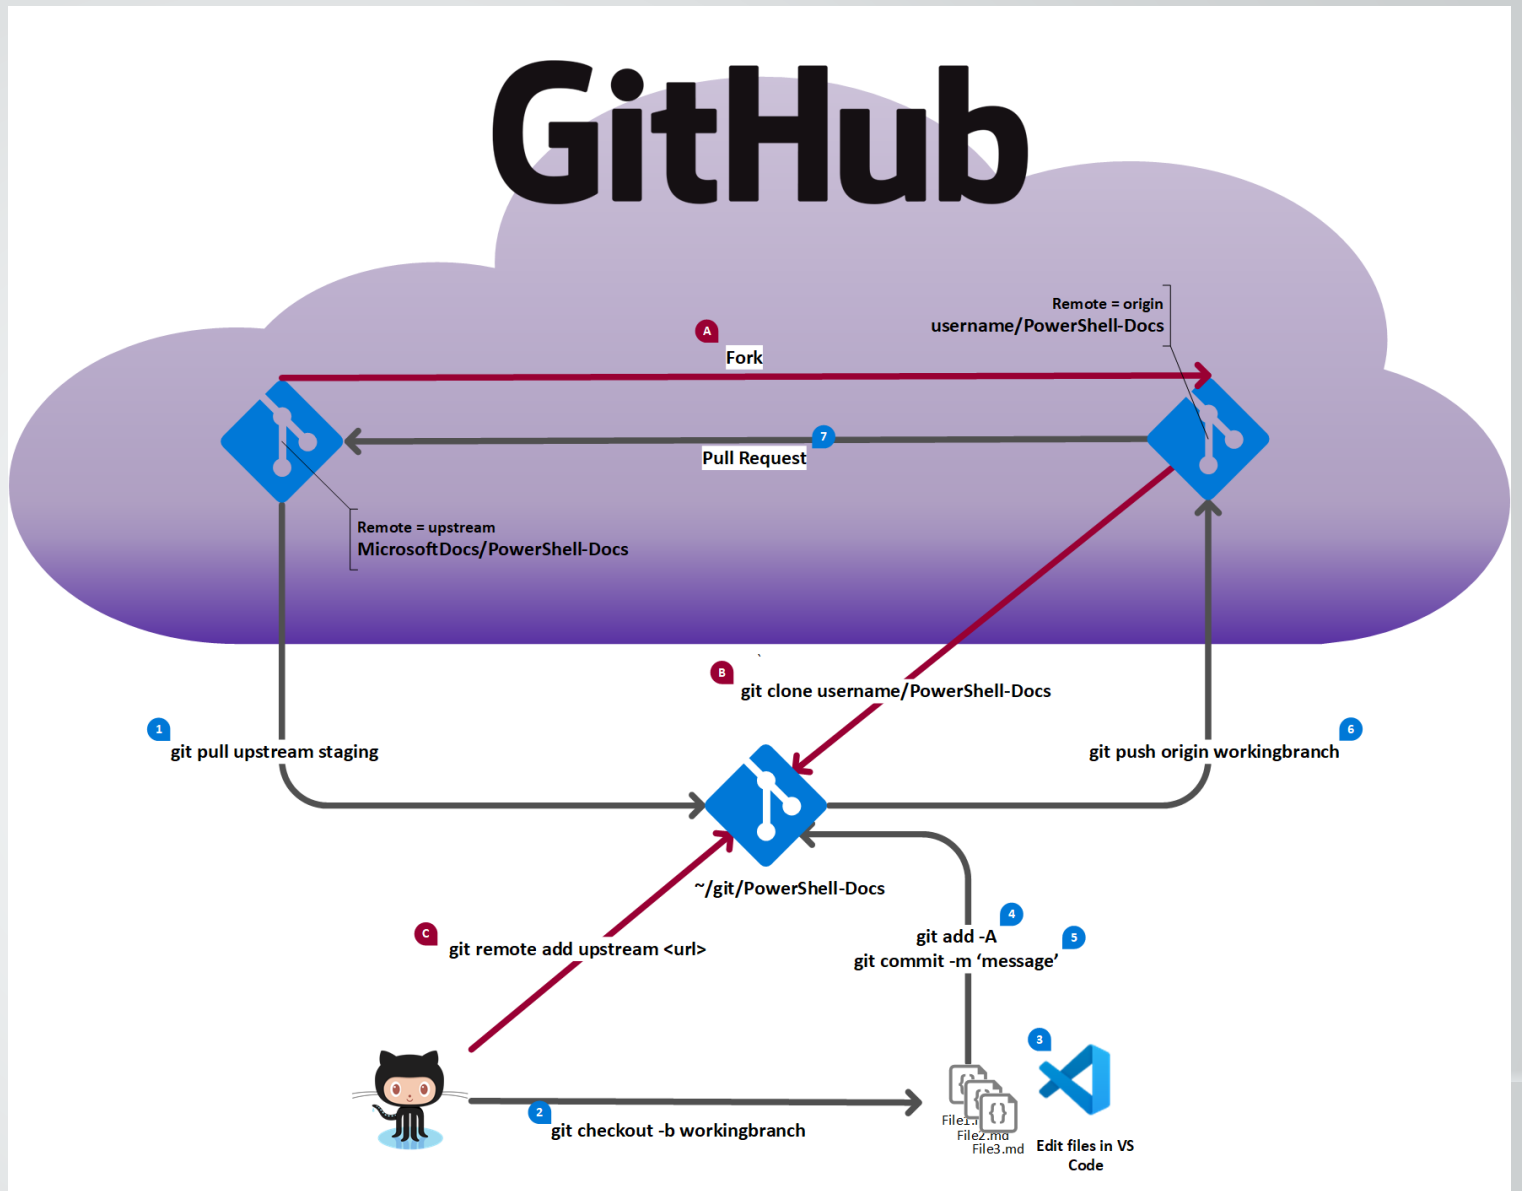 GitHub
Remote = origin
username/PowerShell-Docs
A
Fork
7
Pull Request
Remote = upstream
MicrosoftDocs/PowerShell-Docs
B
git clone username/PowerShell-Docs
1
git pull upstream staging
6
git push origin workingbranch
~/git/PowerShell-Docs
C
git remote add upstream <url>
4
git add -A
5
git commit -m ‘message’
3
2
git checkout -b workingbranch
File2.md
File3.md
Edit files in VS
Code